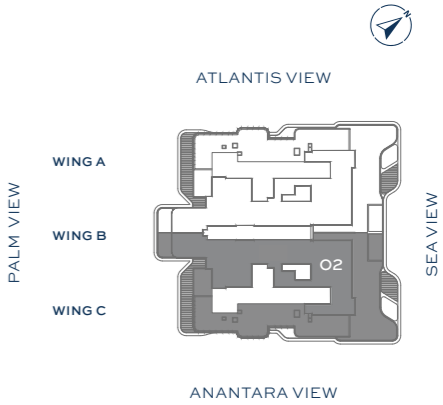 N
ATLANTIS VIEW
WING A
PALM VIEW
WING B
SEA VIEW
02
WING C
ANANTARA VIEW